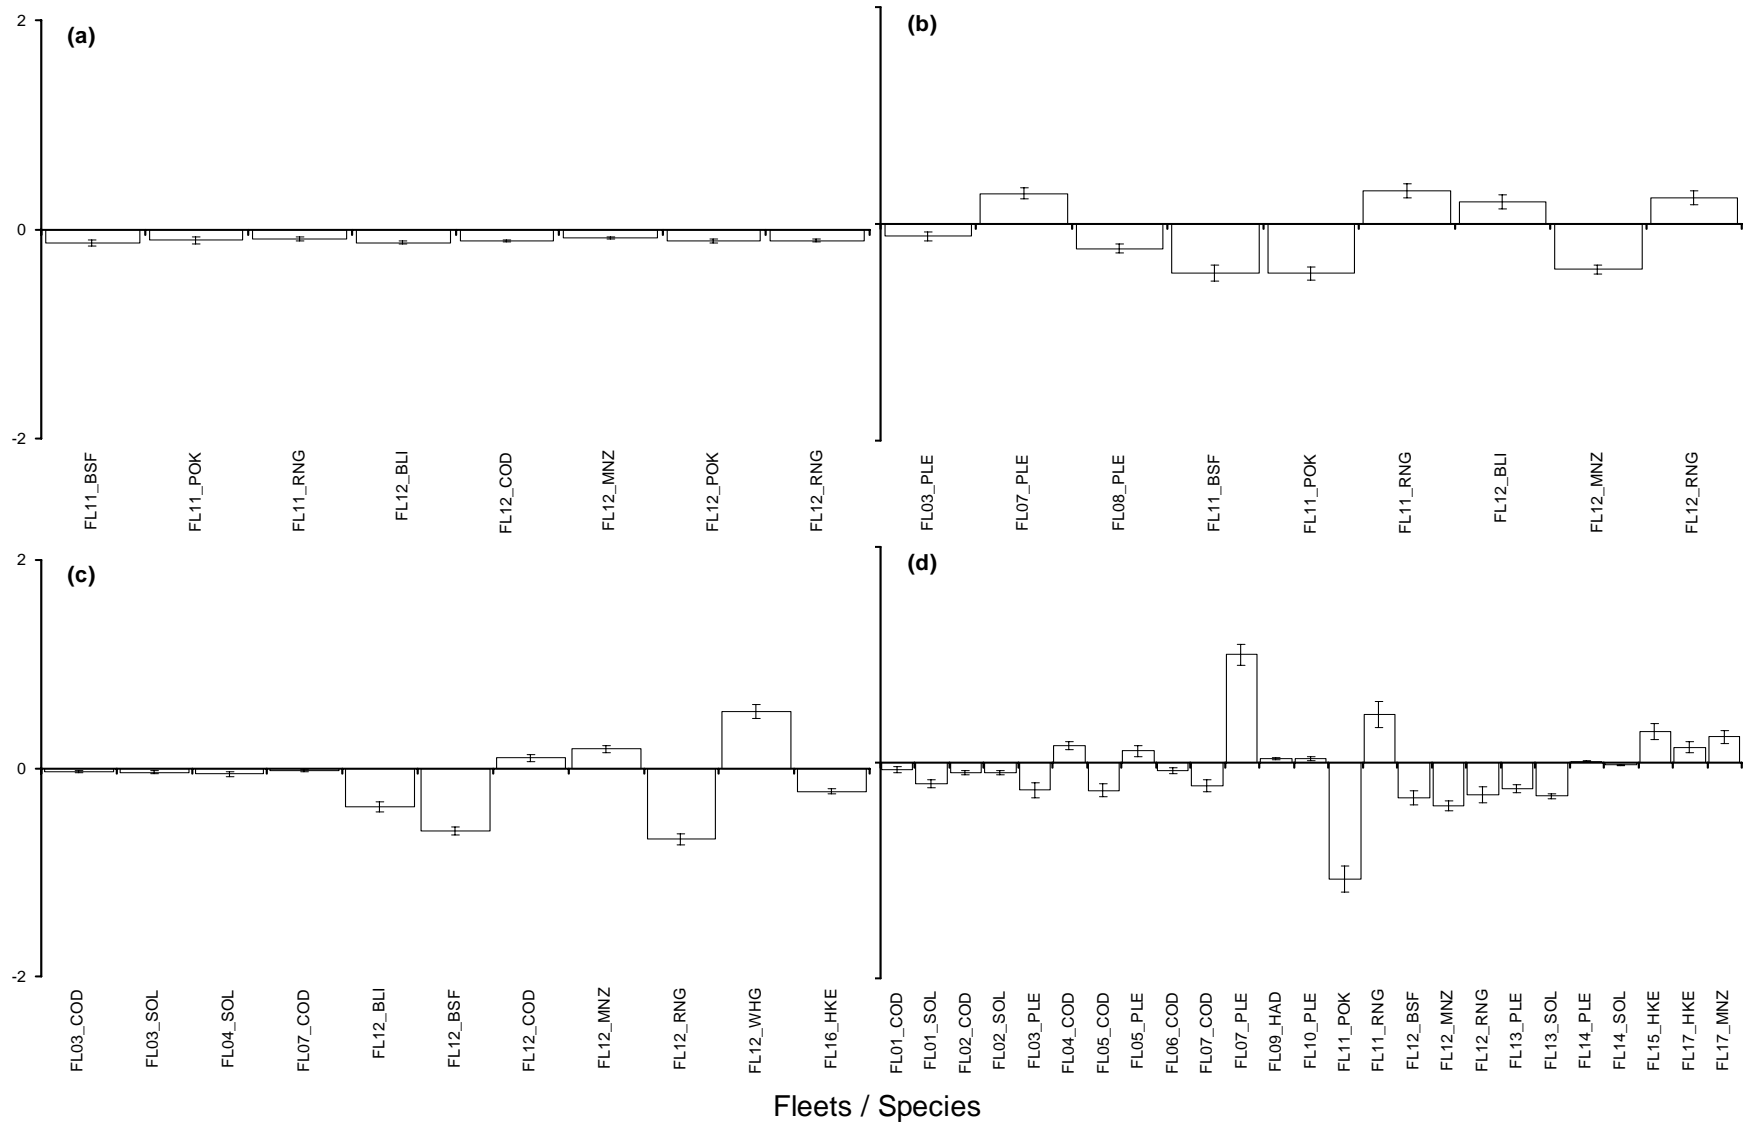 2
(a)
0
-2
FL11_BSF
FL11_POK
FL11_RNG
FL12_BLI
FL12_COD
FL12_MNZ
FL12_POK
FL12_RNG
(b)
FL03_PLE
FL07_PLE
FL08_PLE
FL11_BSF
FL11_POK
FL11_RNG
FL12_BLI
FL12_MNZ
FL12_RNG
2
(c)
0
-2
FL03_COD
FL03_SOL
FL04_SOL
FL07_COD
FL12_BLI
FL12_BSF
FL12_COD
FL12_MNZ
FL12_RNG
FL12_WHG
FL16_HKE
(d)
FL01_COD
FL01_SOL
FL02_COD
FL02_SOL
FL03_PLE
FL04_COD
FL05_COD
FL05_PLE
FL06_COD
FL07_COD
FL07_PLE
FL09_HAD
FL10_PLE
FL11_POK
FL11_RNG
FL12_BSF
FL12_MNZ
FL12_RNG
FL13_PLE
FL13_SOL
FL14_PLE
FL14_SOL
FL15_HKE
FL17_HKE
FL17_MNZ
Fleets / Species